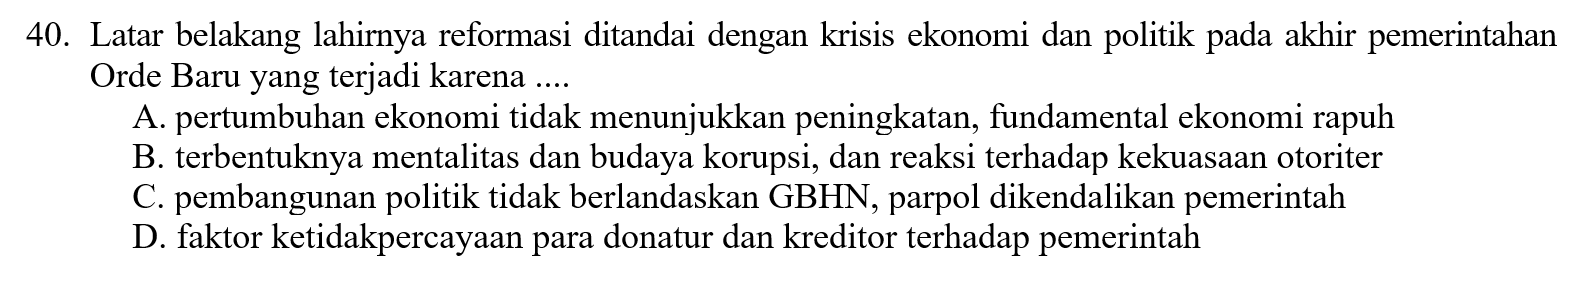 40. Latar belakang lahirnya reformasi ditandai dengan krisis ekonomi dan politik pada akhir pemerintahan
Orde Baru yang terjadi karena ....
A. pertumbuhan ekonomi tidak menunjukkan peningkatan, fundamental ekonomi rapuh
B. terbentuknya mentalitas dan budaya korupsi, dan reaksi terhadap kekuasaan otoriter
C. pembangunan politik tidak berlandaskan GBHN, parpol dikendalikan pemerintah
D. faktor ketidakpercayaan para donatur dan kreditor terhadap pemerintah